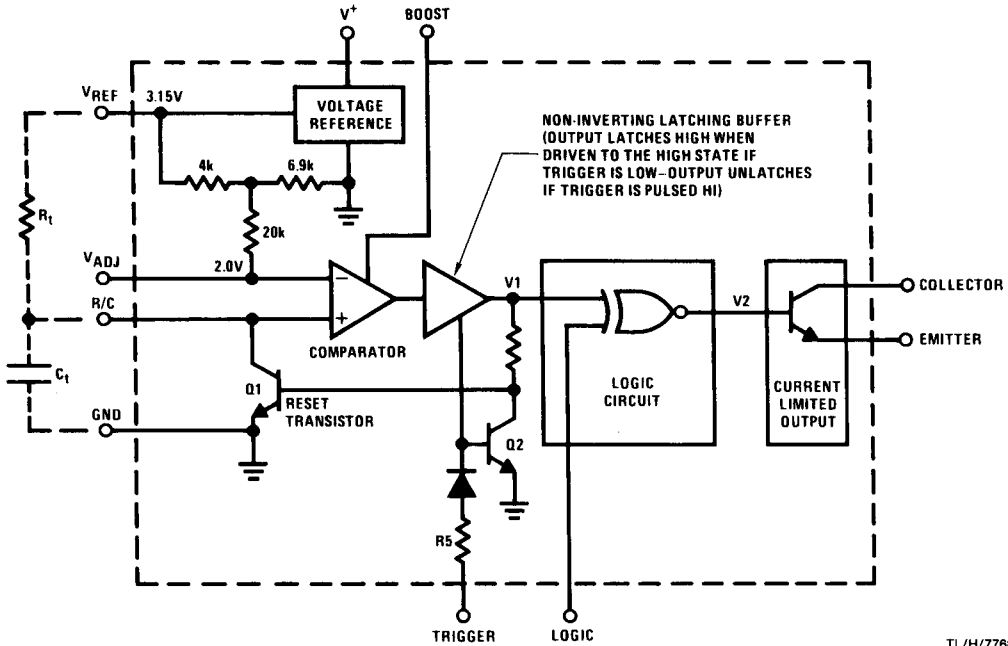 V+
BOOST
VREF
3.15V
VOLTAGE
REFERENCE
NON-INVERTING LATCHING BUFFER
(OUTPUT LATCHES HIGH WHEN
DRIVEN TO THE HIGH STATE IF
TRIGGER IS LOW–OUTPUT UNLATCHES
IF TRIGGER IS PULSED HI)
4k
6.9k
Rt
20k
VADJ
2.0V
R/C
−
+
COMPARATOR
V1
V2
COLLECTOR
EMITTER
Ct
Q1
RESET
TRANSISTOR
LOGIC
CIRCUIT
CURRENT
LIMITED
OUTPUT
GND
Q2
R5
TRIGGER
LOGIC